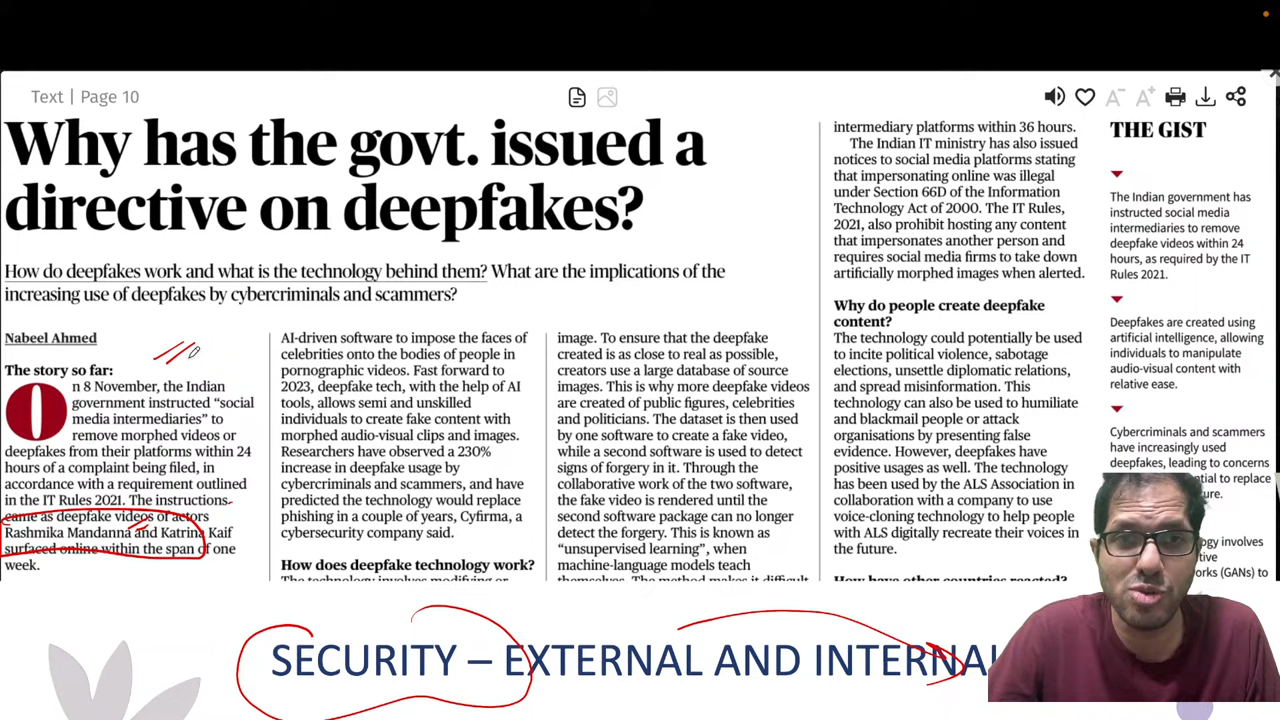 Text | Page 10
Why has the govt. issued a
directive on deepfakes?
How do deepfakes work and what is the technology behind them? What are the implications of the
increasing use of deepfakes by cybercriminals and scammers?
Nabeel Ahmed
The story so far:
On 8 November, the Indian
government instructed “social
media intermediaries” to
remove morphed videos or
deepfakes from their platforms within 24
hours of a complaint being filed, in
accordance with a requirement outlined
in the IT Rules 2021. The instructions
came as deepfake videos of actors
Rashmika Mandanna and Katrina Kaif
surfaced online within the span of one
week.
AI-driven software to impose the faces of
celebrities onto the bodies of people in
pornographic videos. Fast forward to
2023, deepfake tech, with the help of AI
tools, allows semi and unskilled
individuals to create fake content with
morphed audio-visual clips and images.
Researchers have observed a 230%
increase in deepfake usage by
cybercriminals and scammers, and have
predicted the technology would replace
phishing in a couple of years, Cyfirma, a
cybersecurity company said.
How does deepfake technology work?
The technology involves modifying or
image. To ensure that the deepfake
created is as close to real as possible,
creators use a large database of source
images. This is why more deepfake videos
are created of public figures, celebrities
and politicians. The dataset is then used
by one software to create a fake video,
while a second software is used to detect
signs of forgery in it. Through the
collaborative work of the two software,
the fake video is rendered until the
second software package can no longer
detect the forgery. This is known as
“unsupervised learning”, when
machine-language models teach
themselves. The method makes it difficult
intermediary platforms within 36 hours.
The Indian IT ministry has also issued
notices to social media platforms stating
that impersonating online was illegal
under Section 66D of the Information
Technology Act of 2000. The IT Rules,
2021, also prohibit hosting any content
that impersonates another person and
requires social media firms to take down
artificially morphed images when alerted.
Why do people create deepfake
content?
The technology could potentially be used
to incite political violence, sabotage
elections, unsettle diplomatic relations,
and spread misinformation. This
technology can also be used to humiliate
and blackmail people or attack
organisations by presenting false
evidence. However, deepfakes have
positive usages as well. The technology
has been used by the ALS Association in
collaboration with a company to use
voice-cloning technology to help people
with ALS digitally recreate their voices in
the future.
How have other countries reacted?
THE GIST
The Indian government has
instructed social media
intermediaries to remove
deepfake videos within 24
hours, as required by the IT
Rules 2021.
Deepfakes are created using
artificial intelligence, allowing
individuals to manipulate
audio-visual content with
relative ease.
Cybercriminals and scammers
have increasingly used
deepfakes, leading to concerns
to replace
involves
(GANs) to
SECURITY – EXTERNAL AND